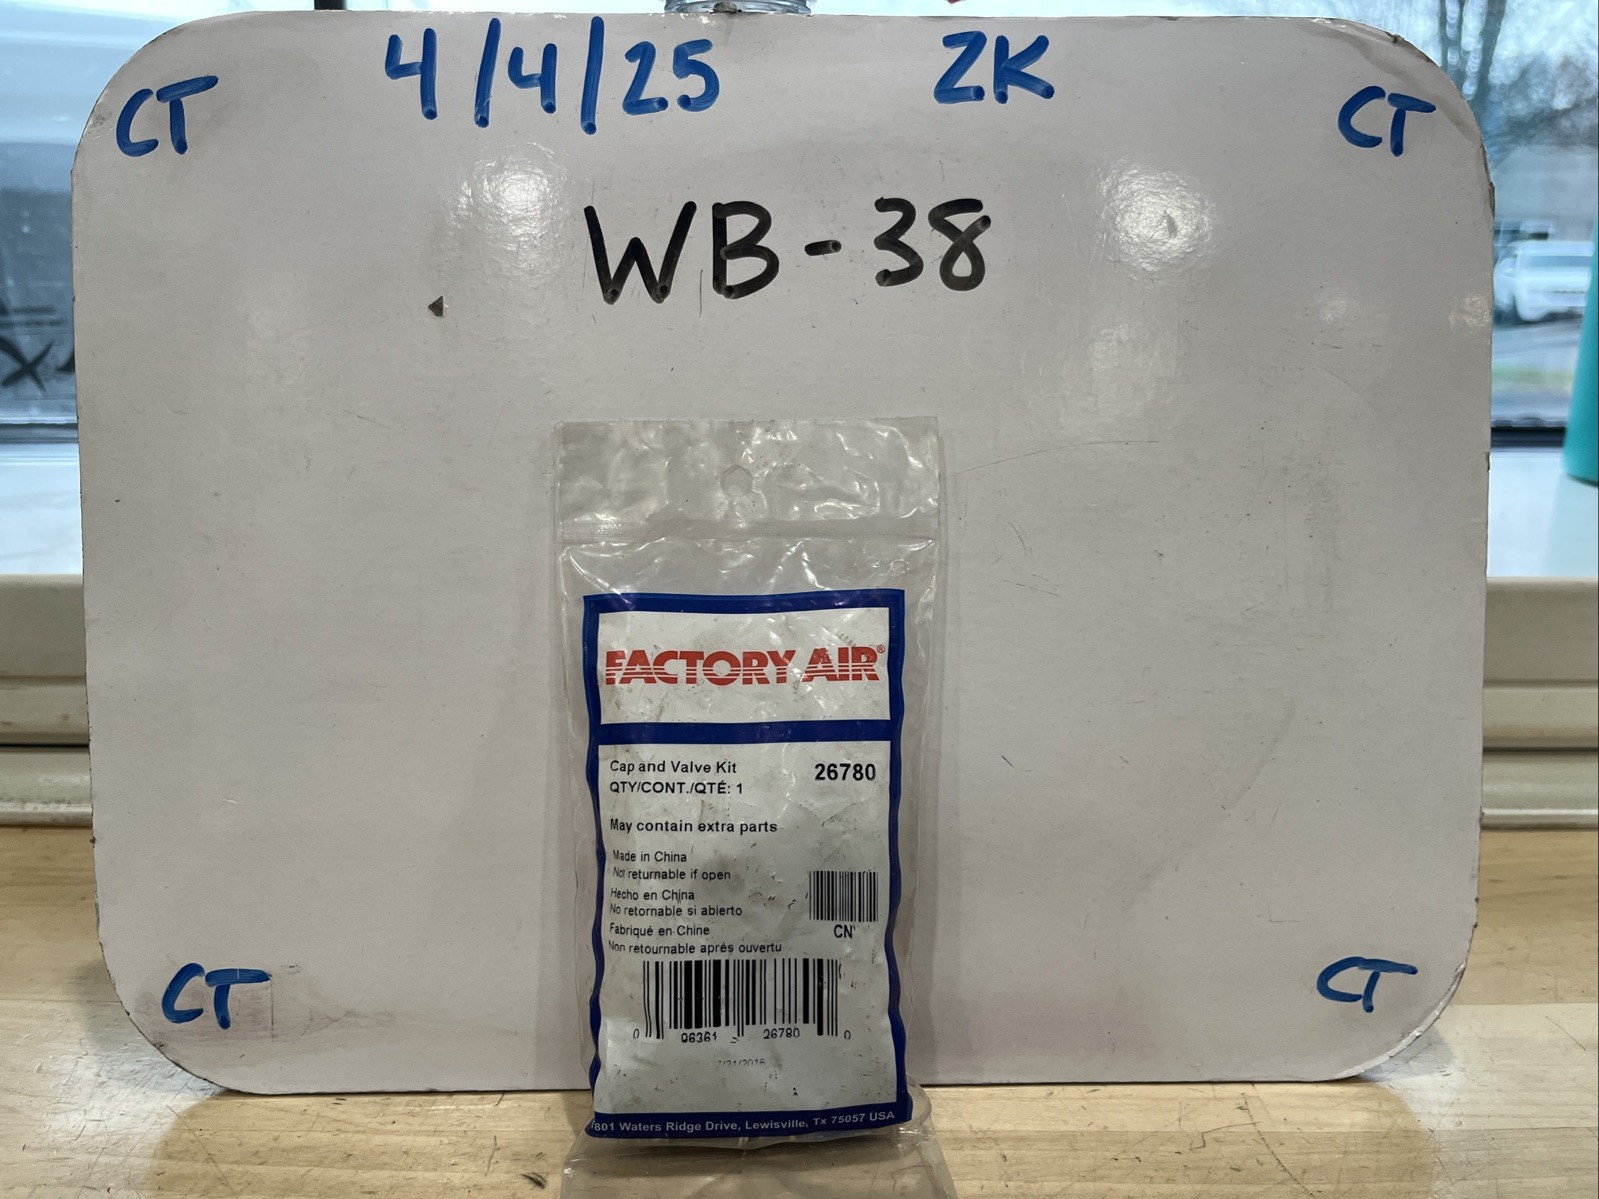 4/4/25 ZK
CT CT
WB-38
FACTORY AIR®
Cap and Valve Kit 26780
QTY/CONT./QTÉ: 1
May contain extra parts
Made in China
Not returnable if open
Hecho en China
No retornable si abierto
Fabriqué en Chine
Non retournable aprés ouvertu
CN
0 06361 26780 0
801 Waters Ridge Drive, Lewisville, Tx 75057 USA
CT CT